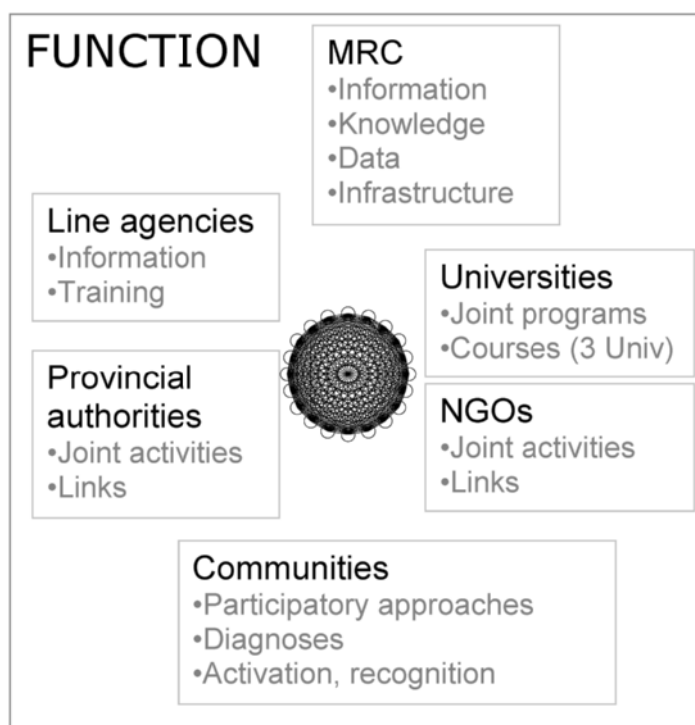 FUNCTION
MRC
•Information
•Knowledge
•Data
•Infrastructure
Line agencies
•Information
•Training
Universities
•Joint programs
•Courses (3 Univ)
Provincial
authorities
•Joint activities
•Links
NGOs
•Joint activities
•Links
Communities
•Participatory approaches
•Diagnoses
•Activation, recognition